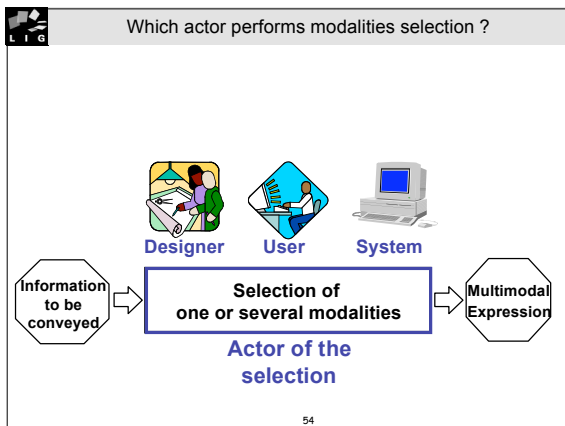 L I G
Which actor performs modalities selection ?
Designer
User
System
Information
to be
conveyed
Selection of
one or several modalities
Multimodal
Expression
Actor of the
selection
54